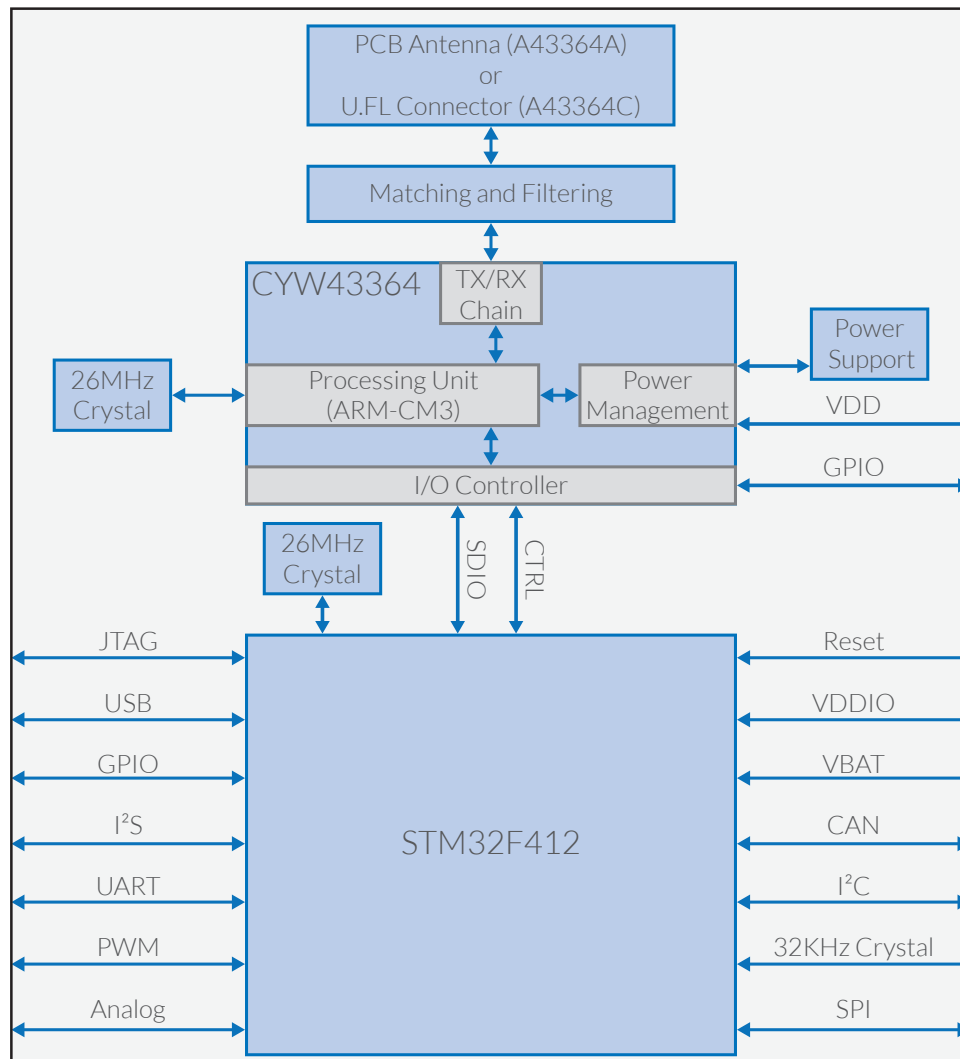 PCB Antenna (A43364A)
or
U.FL Connector (A43364C)
Matching and Filtering
CYW43364
TX/RX
Chain
Power
Support
26MHz
Crystal
Processing Unit
(ARM-CM3)
Power
Management
VDD
I/O Controller
GPIO
26MHz
Crystal
SDIO
CTRL
JTAG
USB
GPIO
I²S
UART
PWM
Analog
STM32F412
Reset
VDDIO
VBAT
CAN
I²C
32KHz Crystal
SPI